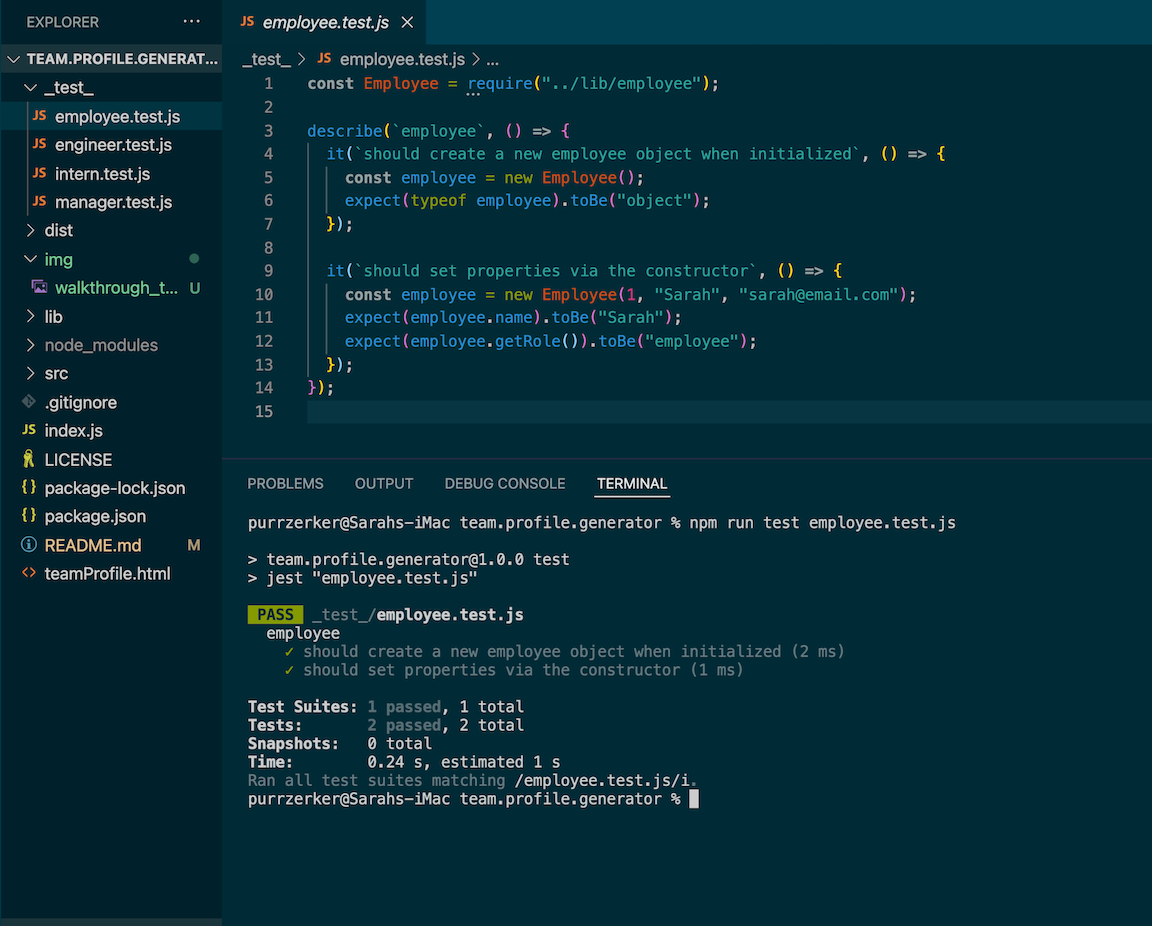 EXPLORER ···
TEAM.PROFILE.GENERAT...
_test_
JS employee.test.js
JS engineer.test.js
JS intern.test.js
JS manager.test.js
dist
img
walkthrough_t... U
lib
node_modules
src
.gitignore
JS index.js
LICENSE
{} package-lock.json
{} package.json
README.md M
<> teamProfile.html
JS employee.test.js ×
_test_ > JS employee.test.js > ...
1 const Employee = require("../lib/employee");
2
3 describe(`employee`, () => {
4 it(`should create a new employee object when initialized`, () => {
5 const employee = new Employee();
6 expect(typeof employee).toBe("object");
7 });
8
9 it(`should set properties via the constructor`, () => {
10 const employee = new Employee(1, "Sarah", "sarah@email.com");
11 expect(employee.name).toBe("Sarah");
12 expect(employee.getRole()).toBe("employee");
13 });
14 });
15
PROBLEMS OUTPUT DEBUG CONSOLE TERMINAL
purrzerker@Sarahs-iMac team.profile.generator % npm run test employee.test.js
> team.profile.generator@1.0.0 test
> jest "employee.test.js"
PASS _test_/employee.test.js
employee
✓ should create a new employee object when initialized (2 ms)
✓ should set properties via the constructor (1 ms)
Test Suites: 1 passed, 1 total
Tests: 2 passed, 2 total
Snapshots: 0 total
Time: 0.24 s, estimated 1 s
Ran all test suites matching /employee.test.js/i.
purrzerker@Sarahs-iMac team.profile.generator %